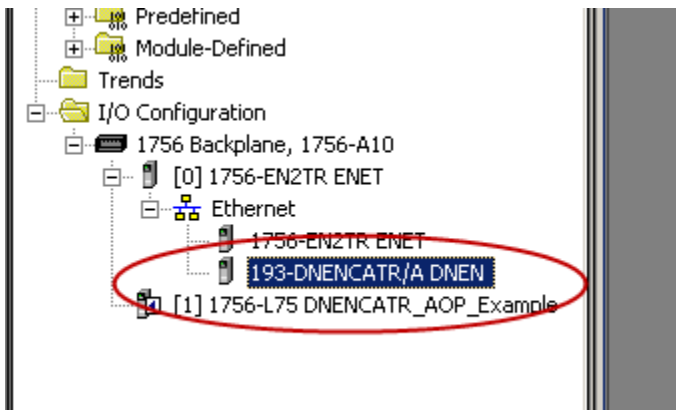 Predefined
Module-Defined
Trends
I/O Configuration
1756 Backplane, 1756-A10
[0] 1756-EN2TR ENET
Ethernet
1756-EN2TR ENET
193-DNENCATR/A DNEN
[1] 1756-L75 DNENCATR_AOP_Example